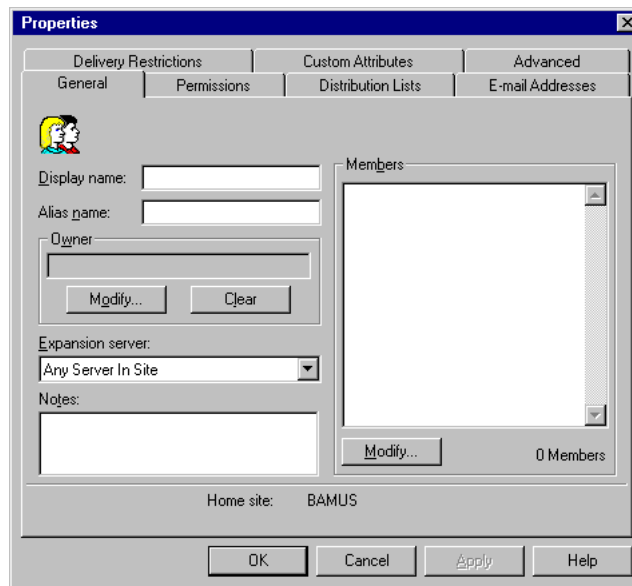 Properties
Delivery Restrictions Custom Attributes Advanced
General Permissions Distribution Lists E-mail Addresses
Display name:
Alias name:
Owner
Modify... Clear
Expansion server:
Any Server In Site
Notes:
Members
Modify... 0 Members
Home site: BAMUS
OK Cancel Apply Help